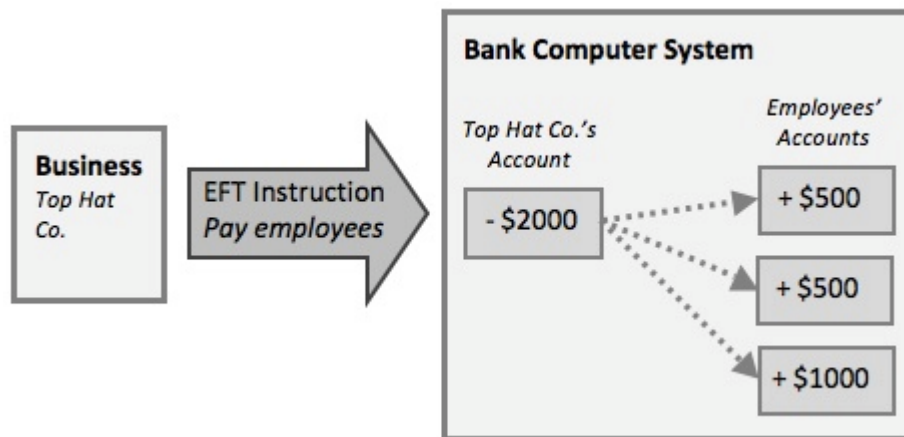 Bank Computer System
Business
Top Hat
Co.
EFT Instruction
Pay employees
Top Hat Co.'s
Account
- $2000
Employees'
Accounts
+ $500
+ $500
+ $1000